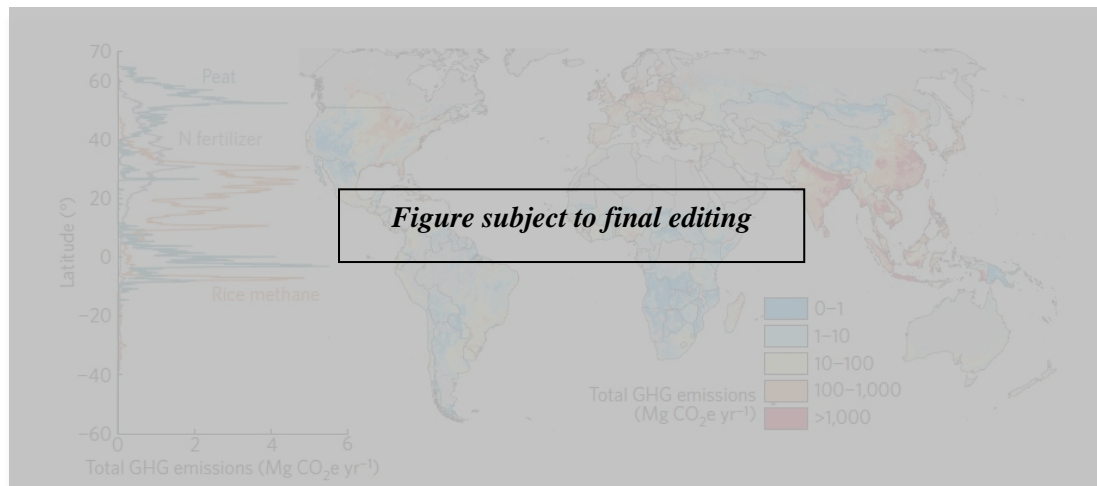 70
60
40
20
0
−20
−40
−60
Latitude (°)
0 2 4 6
Total GHG emissions (Mg CO₂e yr⁻¹)
Peat
N fertilizer
Rice methane
Figure subject to final editing
Total GHG emissions
(Mg CO₂e yr⁻¹)
0–1
1–10
10–100
100–1,000
>1,000